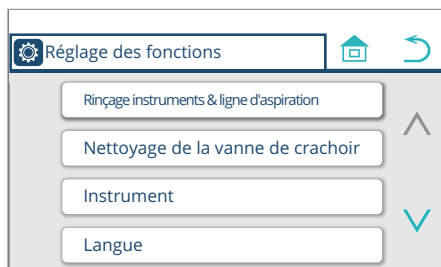 Réglage des fonctions
Rinçage instruments & ligne d'aspiration
Nettoyage de la vanne de crachoir
Instrument
Langue